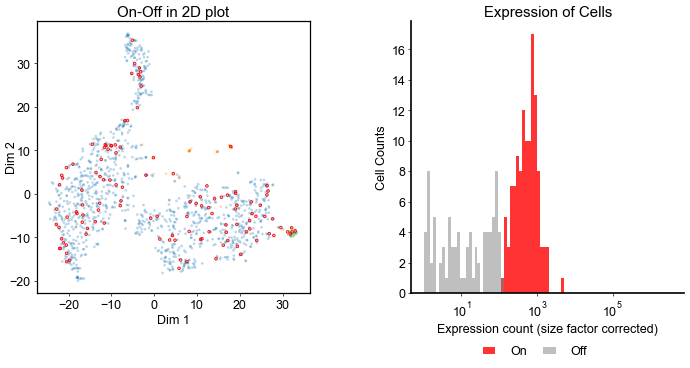 On-Off in 2D plot
Expression of Cells
30
20
10
0
−10
−20
Dim 2
−20 −10 0 10 20 30
Dim 1
16
14
12
10
8
6
4
2
0
Cell Counts
10^1 10^3 10^5
Expression count (size factor corrected)
On Off